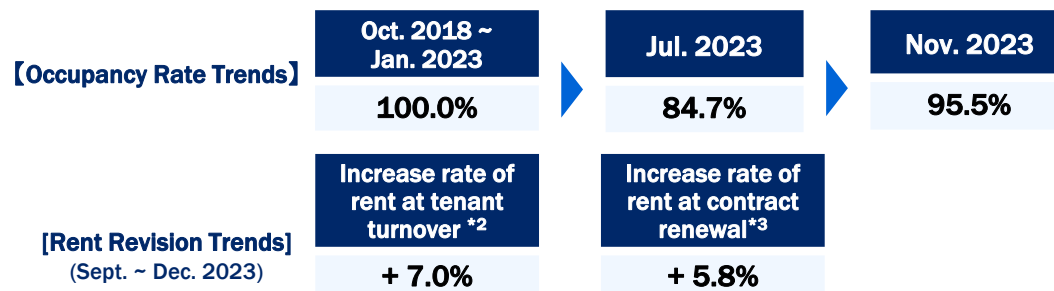 【Occupancy Rate Trends】
Oct. 2018 ~
Jan. 2023
100.0%
Jul. 2023
84.7%
Nov. 2023
95.5%
[Rent Revision Trends]
(Sept. ~ Dec. 2023)
Increase rate of
rent at tenant
turnover *2
+ 7.0%
Increase rate of
rent at contract
renewal*3
+ 5.8%